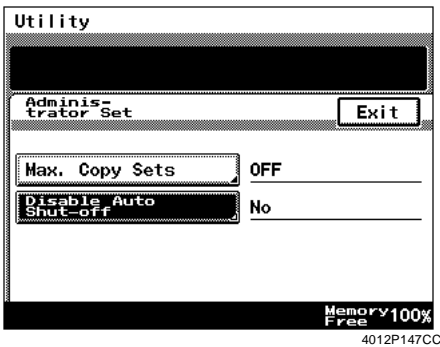 Utility
Adminis-
trator Set
Exit
Max. Copy Sets
OFF
Disable Auto
Shut-off
No
Memory
Free 100%
4012P147CC